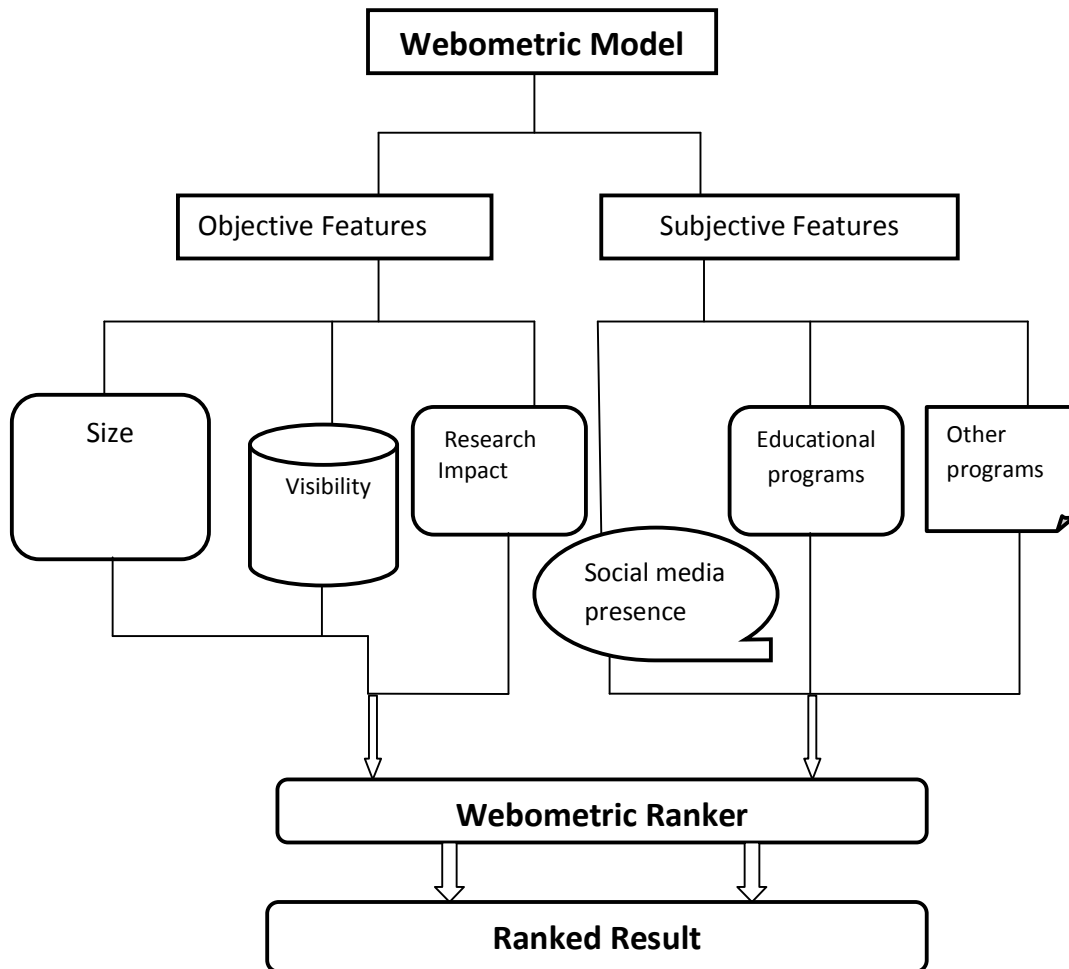 Webometric Model
Objective Features
Subjective Features
Size
Visibility
Research
Impact
Social media
presence
Educational
programs
Other
programs
Webometric Ranker
Ranked Result